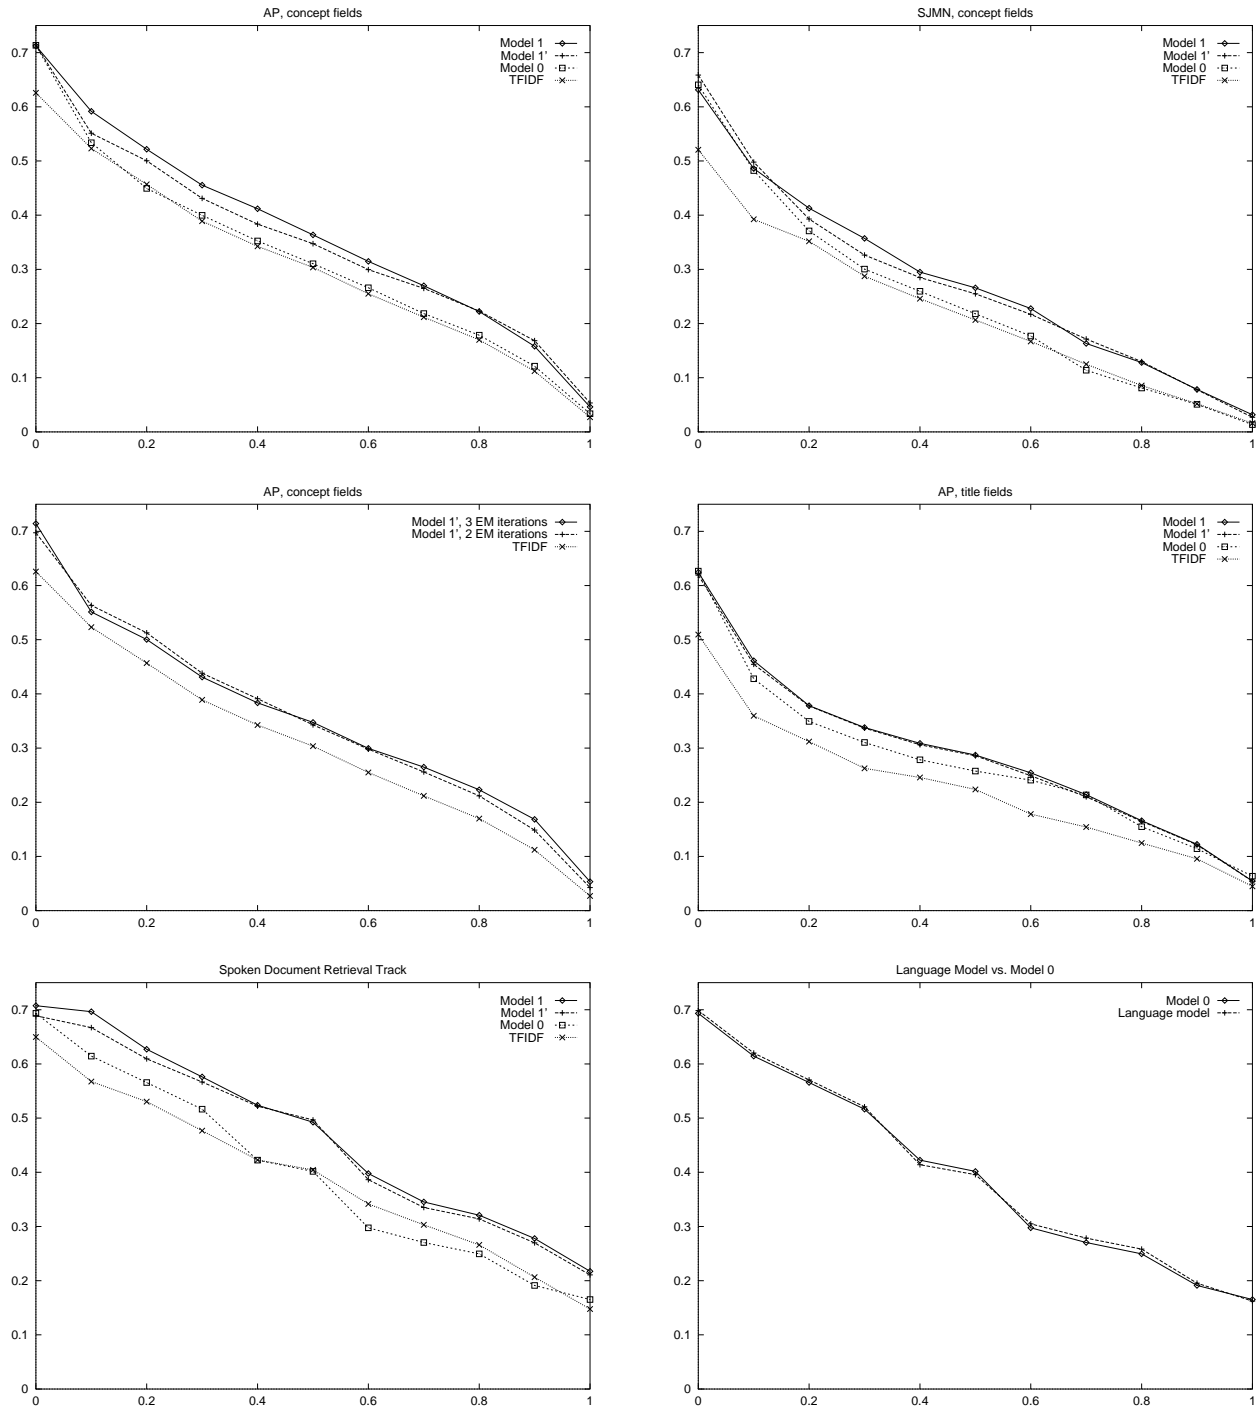 AP, concept fields
Model 1
Model 1'
Model 0
TFIDF
0.7
0.6
0.5
0.4
0.3
0.2
0.1
0
0 0.2 0.4 0.6 0.8 1
SJMN, concept fields
Model 1
Model 1'
Model 0
TFIDF
0.7
0.6
0.5
0.4
0.3
0.2
0.1
0
0 0.2 0.4 0.6 0.8 1
AP, concept fields
Model 1', 3 EM iterations
Model 1', 2 EM iterations
TFIDF
0.7
0.6
0.5
0.4
0.3
0.2
0.1
0
0 0.2 0.4 0.6 0.8 1
AP, title fields
Model 1
Model 1'
Model 0
TFIDF
0.7
0.6
0.5
0.4
0.3
0.2
0.1
0
0 0.2 0.4 0.6 0.8 1
Spoken Document Retrieval Track
Model 1
Model 1'
Model 0
TFIDF
0.7
0.6
0.5
0.4
0.3
0.2
0.1
0
0 0.2 0.4 0.6 0.8 1
Language Model vs. Model 0
Model 0
Language model
0.7
0.6
0.5
0.4
0.3
0.2
0.1
0
0 0.2 0.4 0.6 0.8 1